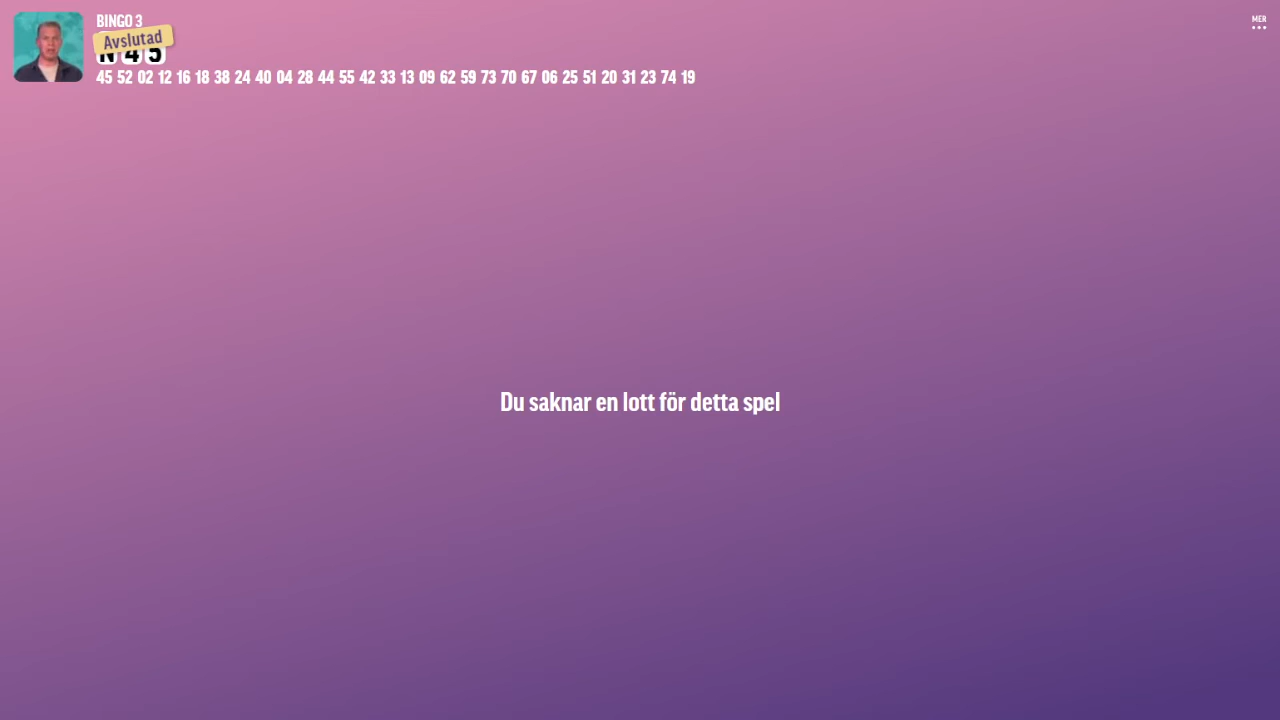 BINGO 3
MER
Avslutad
N 4 5
45 52 02 12 16 18 38 24 40 04 28 44 55 42 33 13 09 62 59 73 70 67 06 25 51 20 31 23 74 19
Du saknar en lott för detta spel